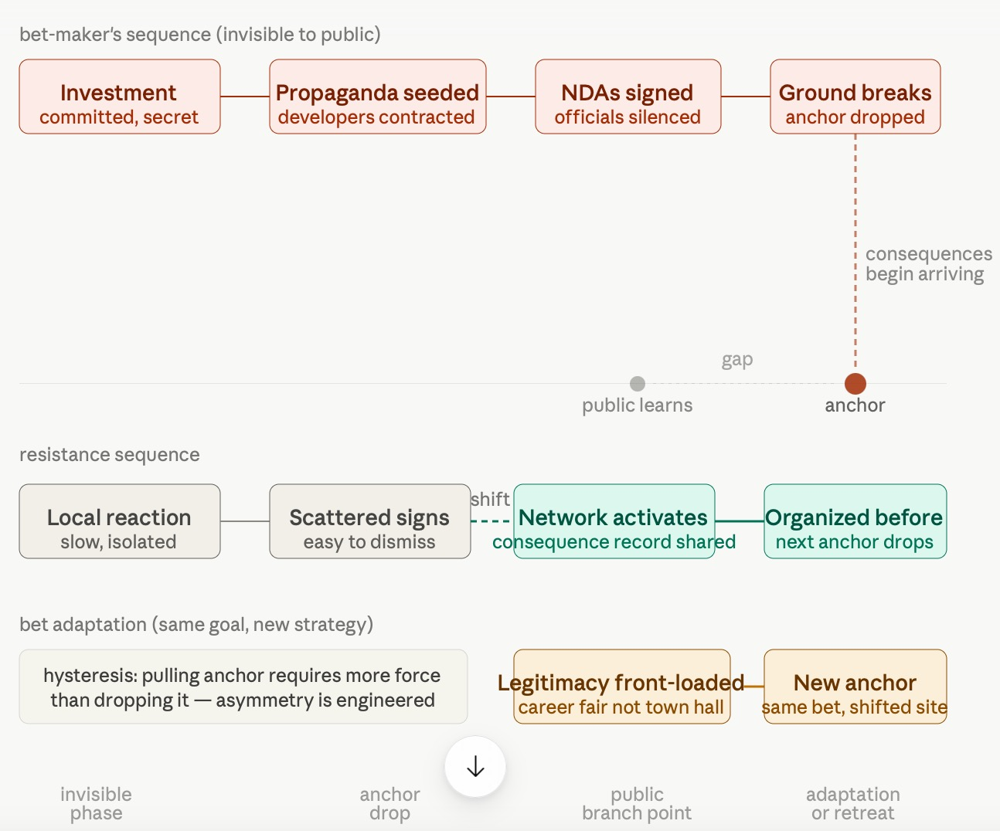 bet-maker's sequence (invisible to public)
Investment
committed, secret
Propaganda seeded
developers contracted
NDAs signed
officials silenced
Ground breaks
anchor dropped
consequences
begin arriving
gap
public learns
anchor
resistance sequence
Local reaction
slow, isolated
Scattered signs
easy to dismiss
shift
Network activates
consequence record shared
Organized before
next anchor drops
bet adaptation (same goal, new strategy)
hysteresis: pulling anchor requires more force
than dropping it — asymmetry is engineered
Legitimacy front-loaded
career fair not town hall
New anchor
same bet, shifted site
invisible
phase
anchor
drop
public
branch point
adaptation
or retreat